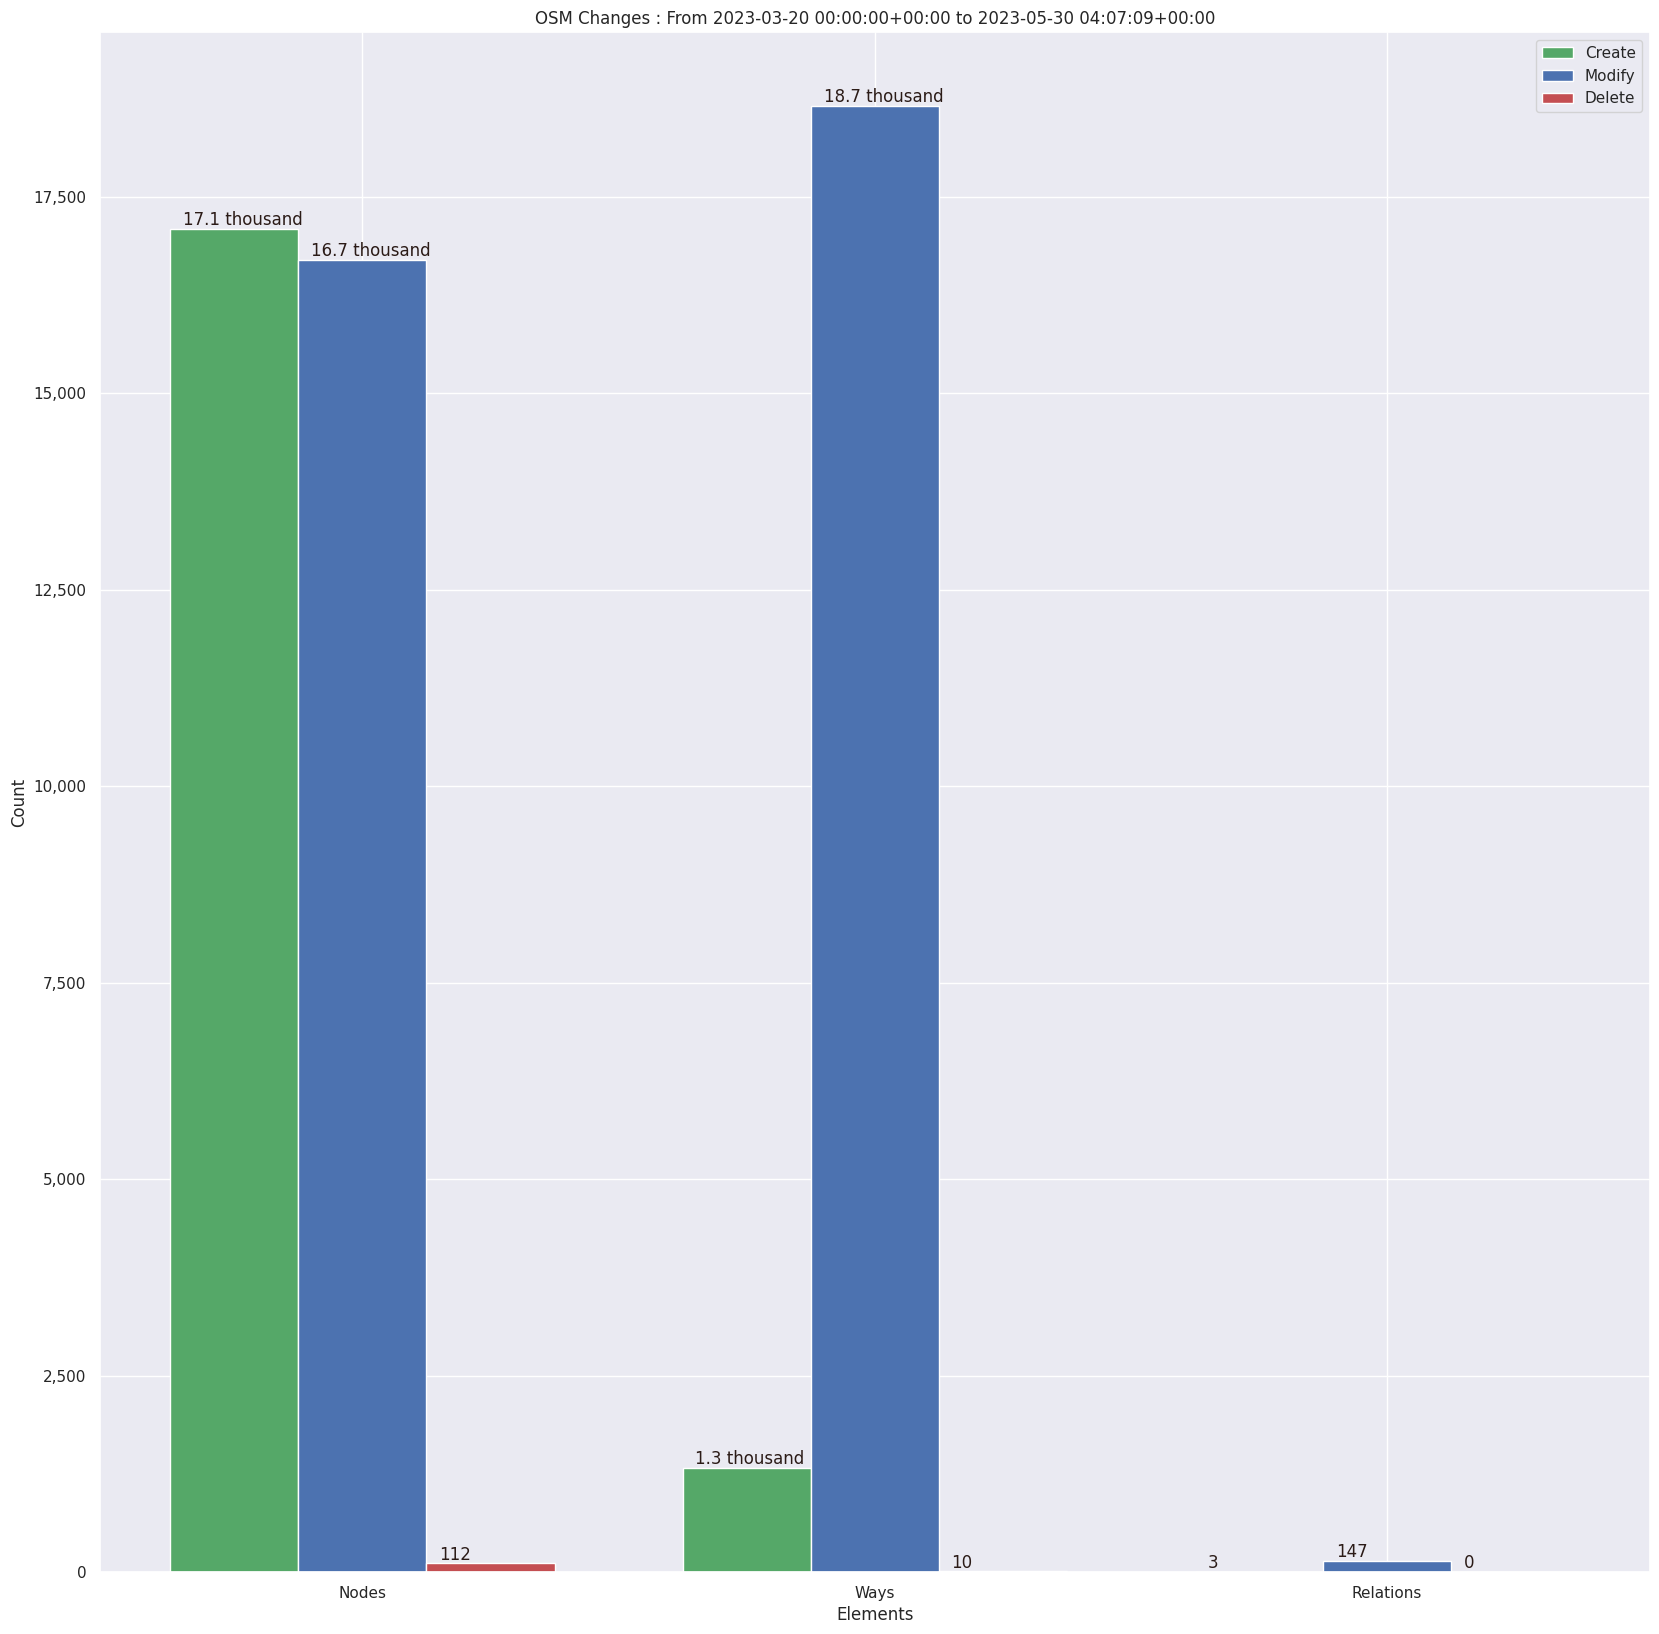 OSM Changes : From 2023-03-20 00:00:00+00:00 to 2023-05-30 04:07:09+00:00
Create
Modify
Delete
18.7 thousand
17.1 thousand
16.7 thousand
1.3 thousand
112
10
3
147
0
17,500
15,000
12,500
10,000
7,500
5,000
2,500
0
Count
Nodes
Ways
Relations
Elements